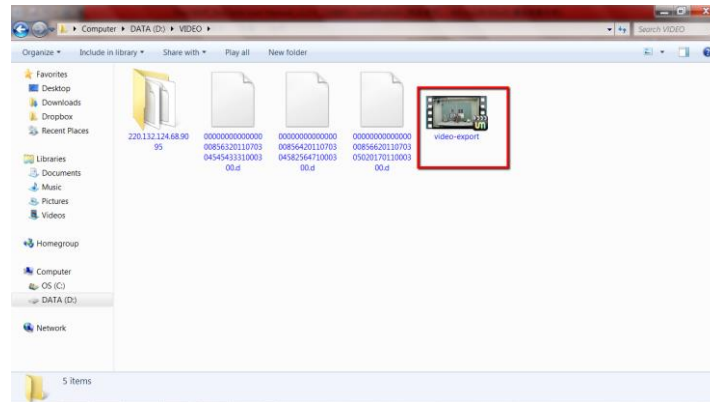 Computer ▸ DATA (D:) ▸ VIDEO ▸
Search VIDEO
Organize Include in library Share with Play all New folder
Favorites
Desktop
Downloads
Dropbox
Recent Places
Libraries
Documents
Music
Pictures
Videos
Homegroup
Computer
OS (C:)
DATA (D:)
Network
220.132.124.68.90
95
00000000000000
00856320110703
04545433310003
00.d
00000000000000
00856420110703
04582564710003
00.d
00000000000000
00856620110703
05020170110003
00.d
video-export
5 items